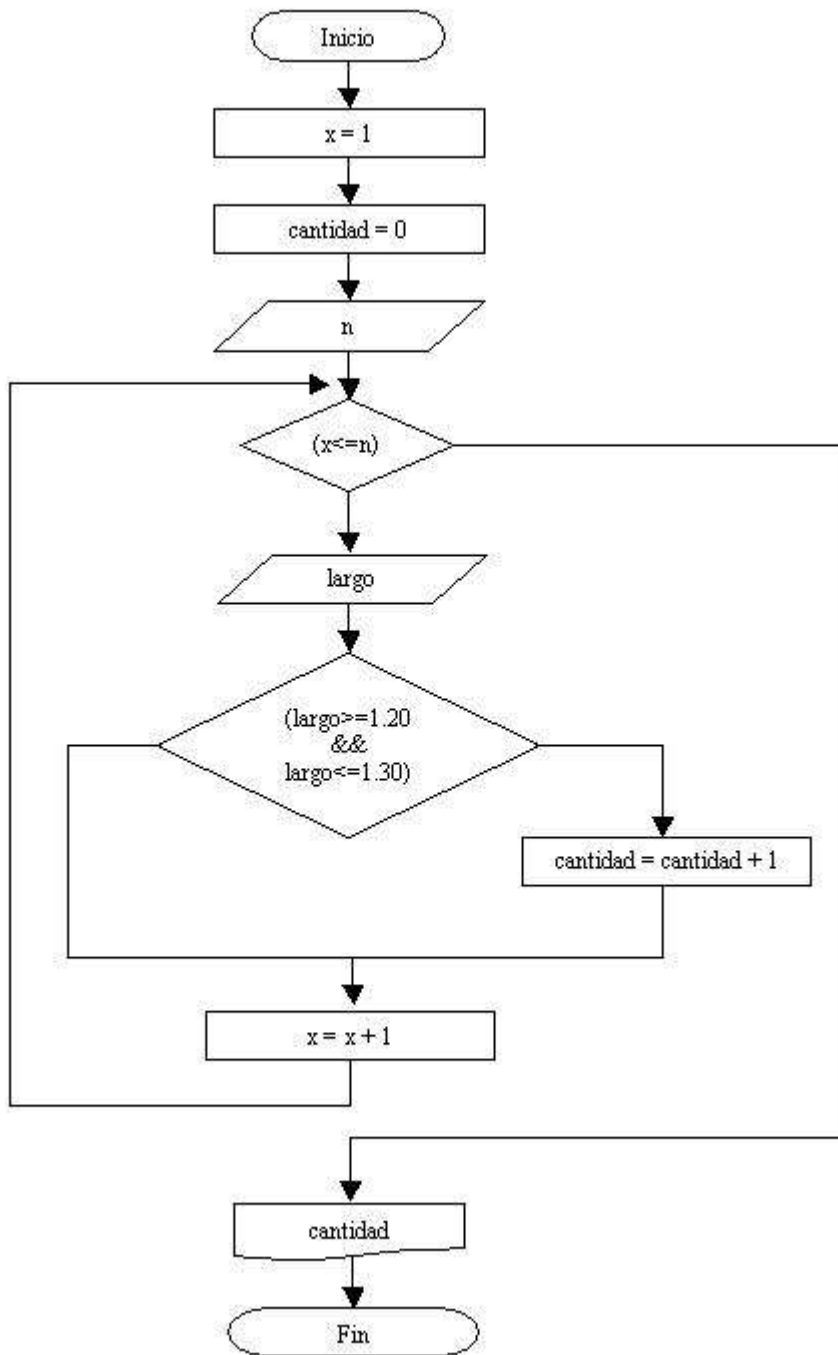 Inicio
x = 1
cantidad = 0
n
(x<=n)
largo
(largo>=1.20
&&
largo<=1.30)
cantidad = cantidad + 1
x = x + 1
cantidad
Fin